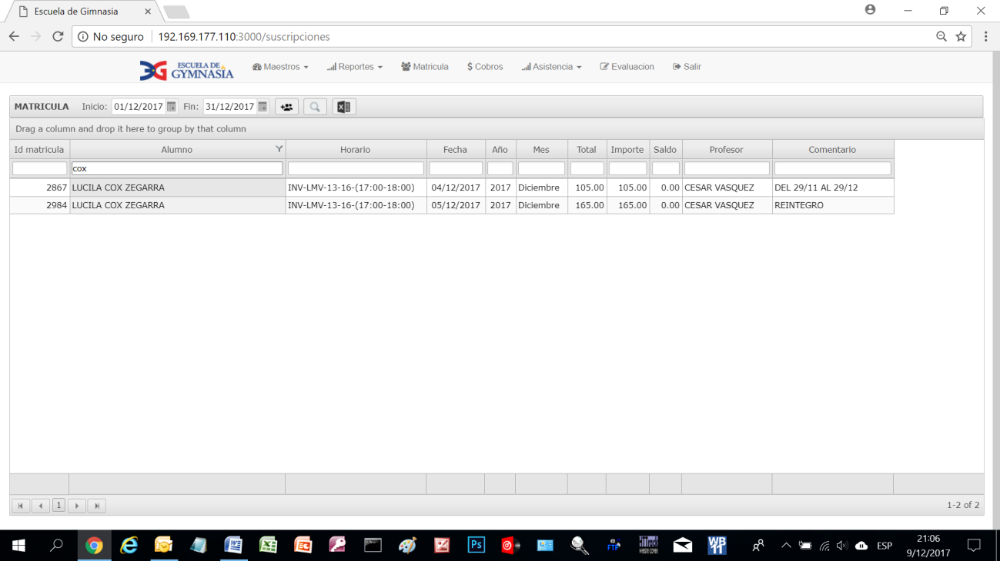 Escuela de Gimnasia
No seguro 192.169.177.110:3000/suscripciones
ESCUELA DE GYMNASIA Maestros Reportes Matricula $ Cobros Asistencia Evaluacion Salir
MATRICULA Inicio: 01/12/2017 Fin: 31/12/2017
Drag a column and drop it here to group by that column
Id matricula Alumno Horario Fecha Año Mes Total Importe Saldo Profesor Comentario
cox
2867 LUCILA COX ZEGARRA INV-LMV-13-16-(17:00-18:00) 04/12/2017 2017 Diciembre 105.00 105.00 0.00 CESAR VASQUEZ DEL 29/11 AL 29/12
2984 LUCILA COX ZEGARRA INV-LMV-13-16-(17:00-18:00) 05/12/2017 2017 Diciembre 165.00 165.00 0.00 CESAR VASQUEZ REINTEGRO
1 1-2 of 2
Ps FTP WB 11 ESP 21:06
9/12/2017